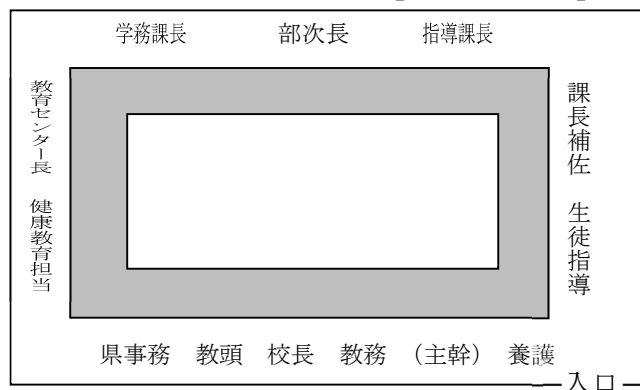 学務課長 部次長 指導課長
教育センター長 健康教育担当
課長補佐 生徒指導
県事務 教頭 校長 教務 （主幹） 養護
入口